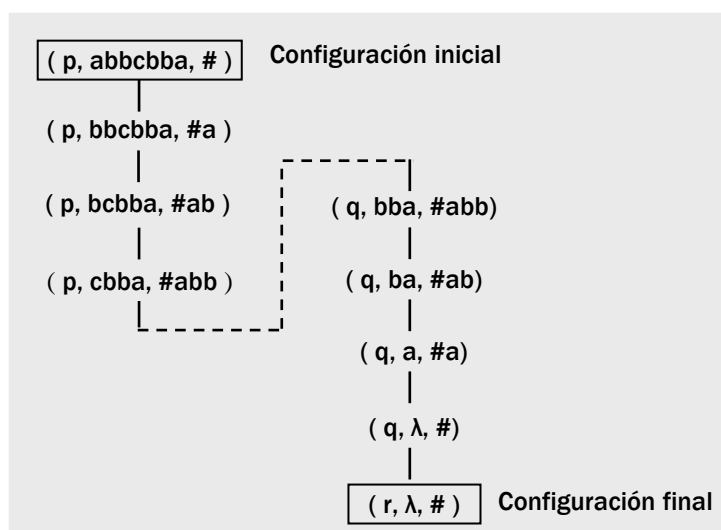 ( p, abbcbba, # ) Configuración inicial
( p, bbcbba, #a )
( p, bcbba, #ab )
( p, cbba, #abb )
( q, bba, #abb)
( q, ba, #ab)
( q, a, #a)
( q, λ, #)
( r, λ, # ) Configuración final